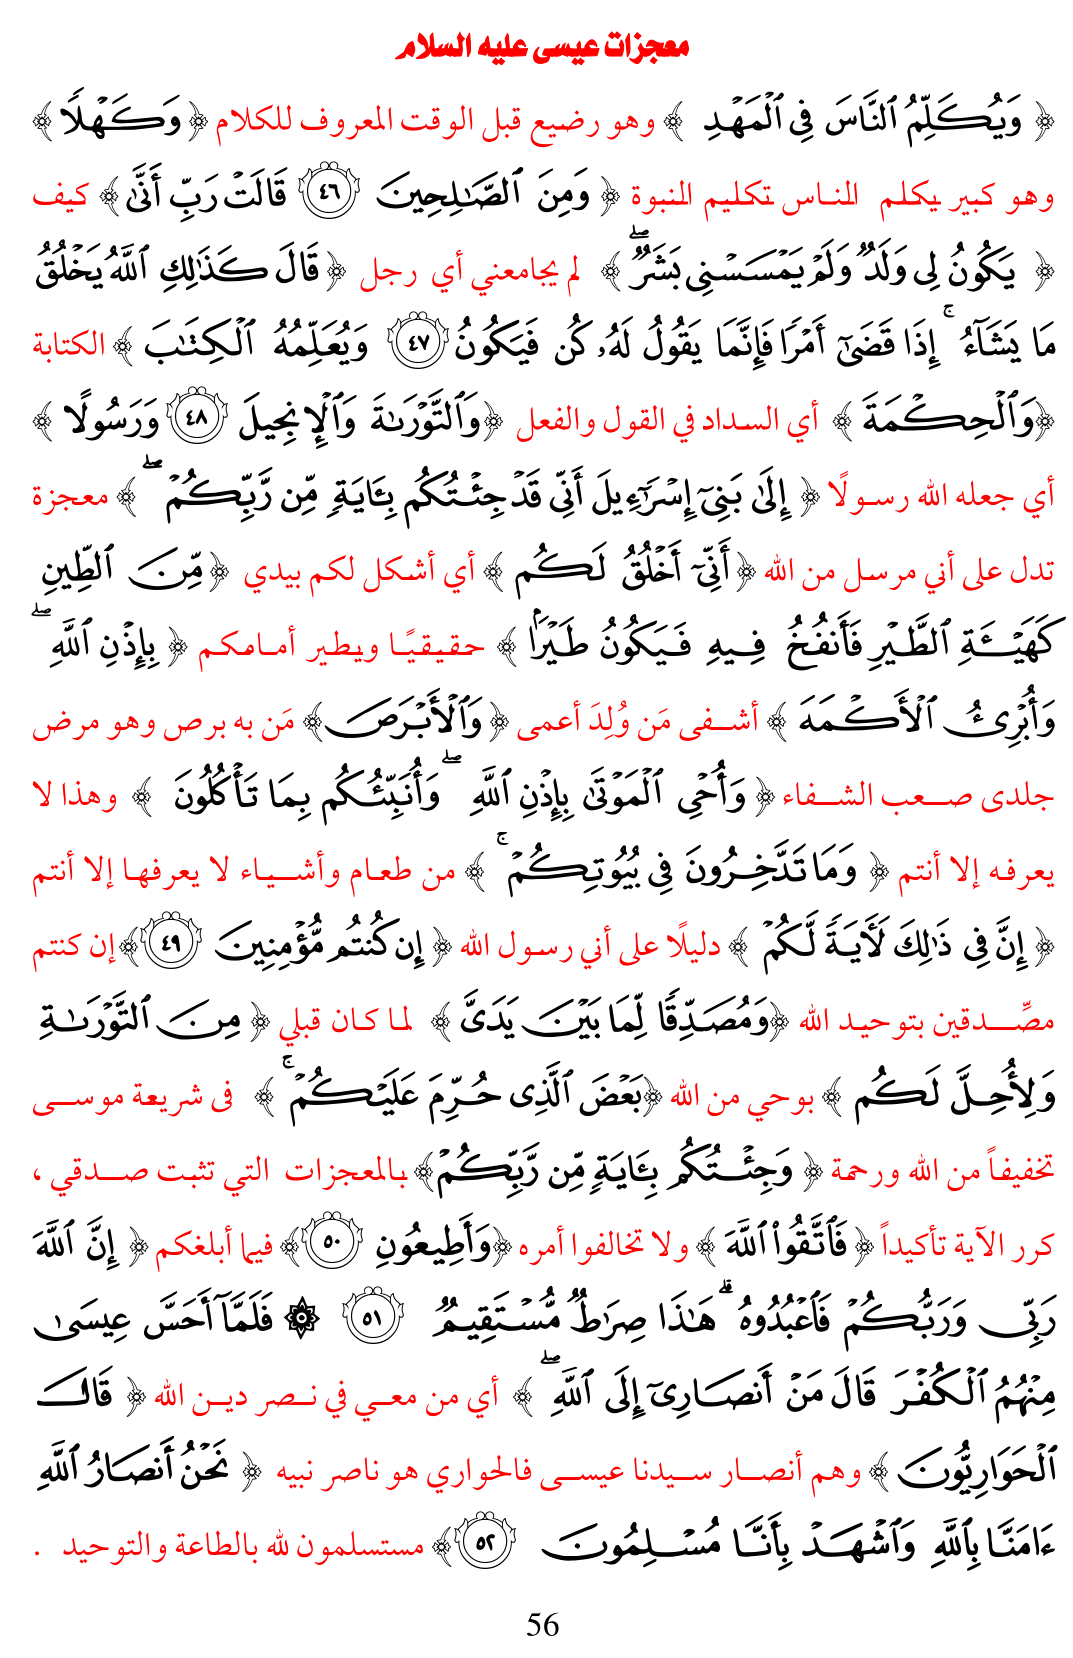 معجزات عيسى عليه السلام
﴿ وَيُكَلِّمُ ٱلنَّاسَ فِى ٱلْمَهْدِ ﴾ وهو رضيع قبل الوقت المعروف للكلام ﴿ وَكَهْلًا ﴾
وهو كبير يكلم الناس تكليم النبوة ﴿ وَمِنَ ٱلصَّـٰلِحِينَ ٤٦ قَالَتْ رَبِّ أَنَّىٰ ﴾ كيف
﴿ يَكُونُ لِى وَلَدٌ وَلَمْ يَمْسَسْنِى بَشَرٌ ۖ ﴾ لم يجامعني أي رجل ﴿ قَالَ كَذَٰلِكِ ٱللَّهُ يَخْلُقُ
مَا يَشَآءُ ۚ إِذَا قَضَىٰٓ أَمْرًا فَإِنَّمَا يَقُولُ لَهُۥ كُن فَيَكُونُ ٤٧ وَيُعَلِّمُهُ ٱلْكِتَـٰبَ ﴾ الكتابة
﴿ وَٱلْحِكْمَةَ ﴾ أي السداد في القول والفعل ﴿ وَٱلتَّوْرَىٰةَ وَٱلْإِنجِيلَ ٤٨ وَرَسُولًا ﴾
أي جعله الله رسولًا ﴿ إِلَىٰ بَنِىٓ إِسْرَٰٓءِيلَ أَنِّى قَدْ جِئْتُكُم بِـَٔايَةٍ مِّن رَّبِّكُمْ ۖ ﴾ معجزة
تدل على أني مرسل من الله ﴿ أَنِّىٓ أَخْلُقُ لَكُم ﴾ أي أشكل لكم بيدي ﴿ مِّنَ ٱلطِّينِ
كَهَيْـَٔةِ ٱلطَّيْرِ فَأَنفُخُ فِيهِ فَيَكُونُ طَيْرًۢا ﴾ حقيقيًا ويطير أمامكم ﴿ بِإِذْنِ ٱللَّهِ ۖ
وَأُبْرِئُ ٱلْأَكْمَهَ ﴾ أشفى مَن وُلِدَ أعمى ﴿ وَٱلْأَبْرَصَ ﴾ مَن به برص وهو مرض
جلدى صعب الشفاء ﴿ وَأُحْىِ ٱلْمَوْتَىٰ بِإِذْنِ ٱللَّهِ ۖ وَأُنَبِّئُكُم بِمَا تَأْكُلُونَ ﴾ وهذا لا
يعرفه إلا أنتم ﴿ وَمَا تَدَّخِرُونَ فِى بُيُوتِكُمْ ۚ ﴾ من طعام وأشياء لا يعرفها إلا أنتم
﴿ إِنَّ فِى ذَٰلِكَ لَـَٔايَةً لَّكُمْ ﴾ دليلًا على أني رسول الله ﴿ إِن كُنتُم مُّؤْمِنِينَ ٤٩ ﴾ إن كنتم
مصِّدقين بتوحيد الله ﴿ وَمُصَدِّقًا لِّمَا بَيْنَ يَدَىَّ ﴾ لما كان قبلي ﴿ مِنَ ٱلتَّوْرَىٰةِ
وَلِأُحِلَّ لَكُم ﴾ بوحي من الله ﴿ بَعْضَ ٱلَّذِى حُرِّمَ عَلَيْكُمْ ۚ ﴾ فى شريعة موسى
تخفيفاً من الله ورحمة ﴿ وَجِئْتُكُم بِـَٔايَةٍ مِّن رَّبِّكُمْ ﴾ بالمعجزات التي تثبت صدقي ،
كرر الآية تأكيداً ﴿ فَٱتَّقُوا۟ ٱللَّهَ ﴾ ولا تخالفوا أمره ﴿ وَأَطِيعُونِ ٥٠ ﴾ فيما أبلغكم ﴿ إِنَّ ٱللَّهَ
رَبِّى وَرَبُّكُمْ فَٱعْبُدُوهُ ۗ هَـٰذَا صِرَٰطٌ مُّسْتَقِيمٌ ٥١ ۞ فَلَمَّآ أَحَسَّ عِيسَىٰ
مِنْهُمُ ٱلْكُفْرَ قَالَ مَنْ أَنصَارِىٓ إِلَى ٱللَّهِ ۖ ﴾ أي من معي في نصر دين الله ﴿ قَالَ
ٱلْحَوَارِيُّونَ ﴾ وهم أنصار سيدنا عيسى فالحواري هو ناصر نبيه ﴿ نَحْنُ أَنصَارُ ٱللَّهِ
ءَامَنَّا بِٱللَّهِ وَٱشْهَدْ بِأَنَّا مُسْلِمُونَ ٥٢ ﴾ مستسلمون لله بالطاعة والتوحيد .
56